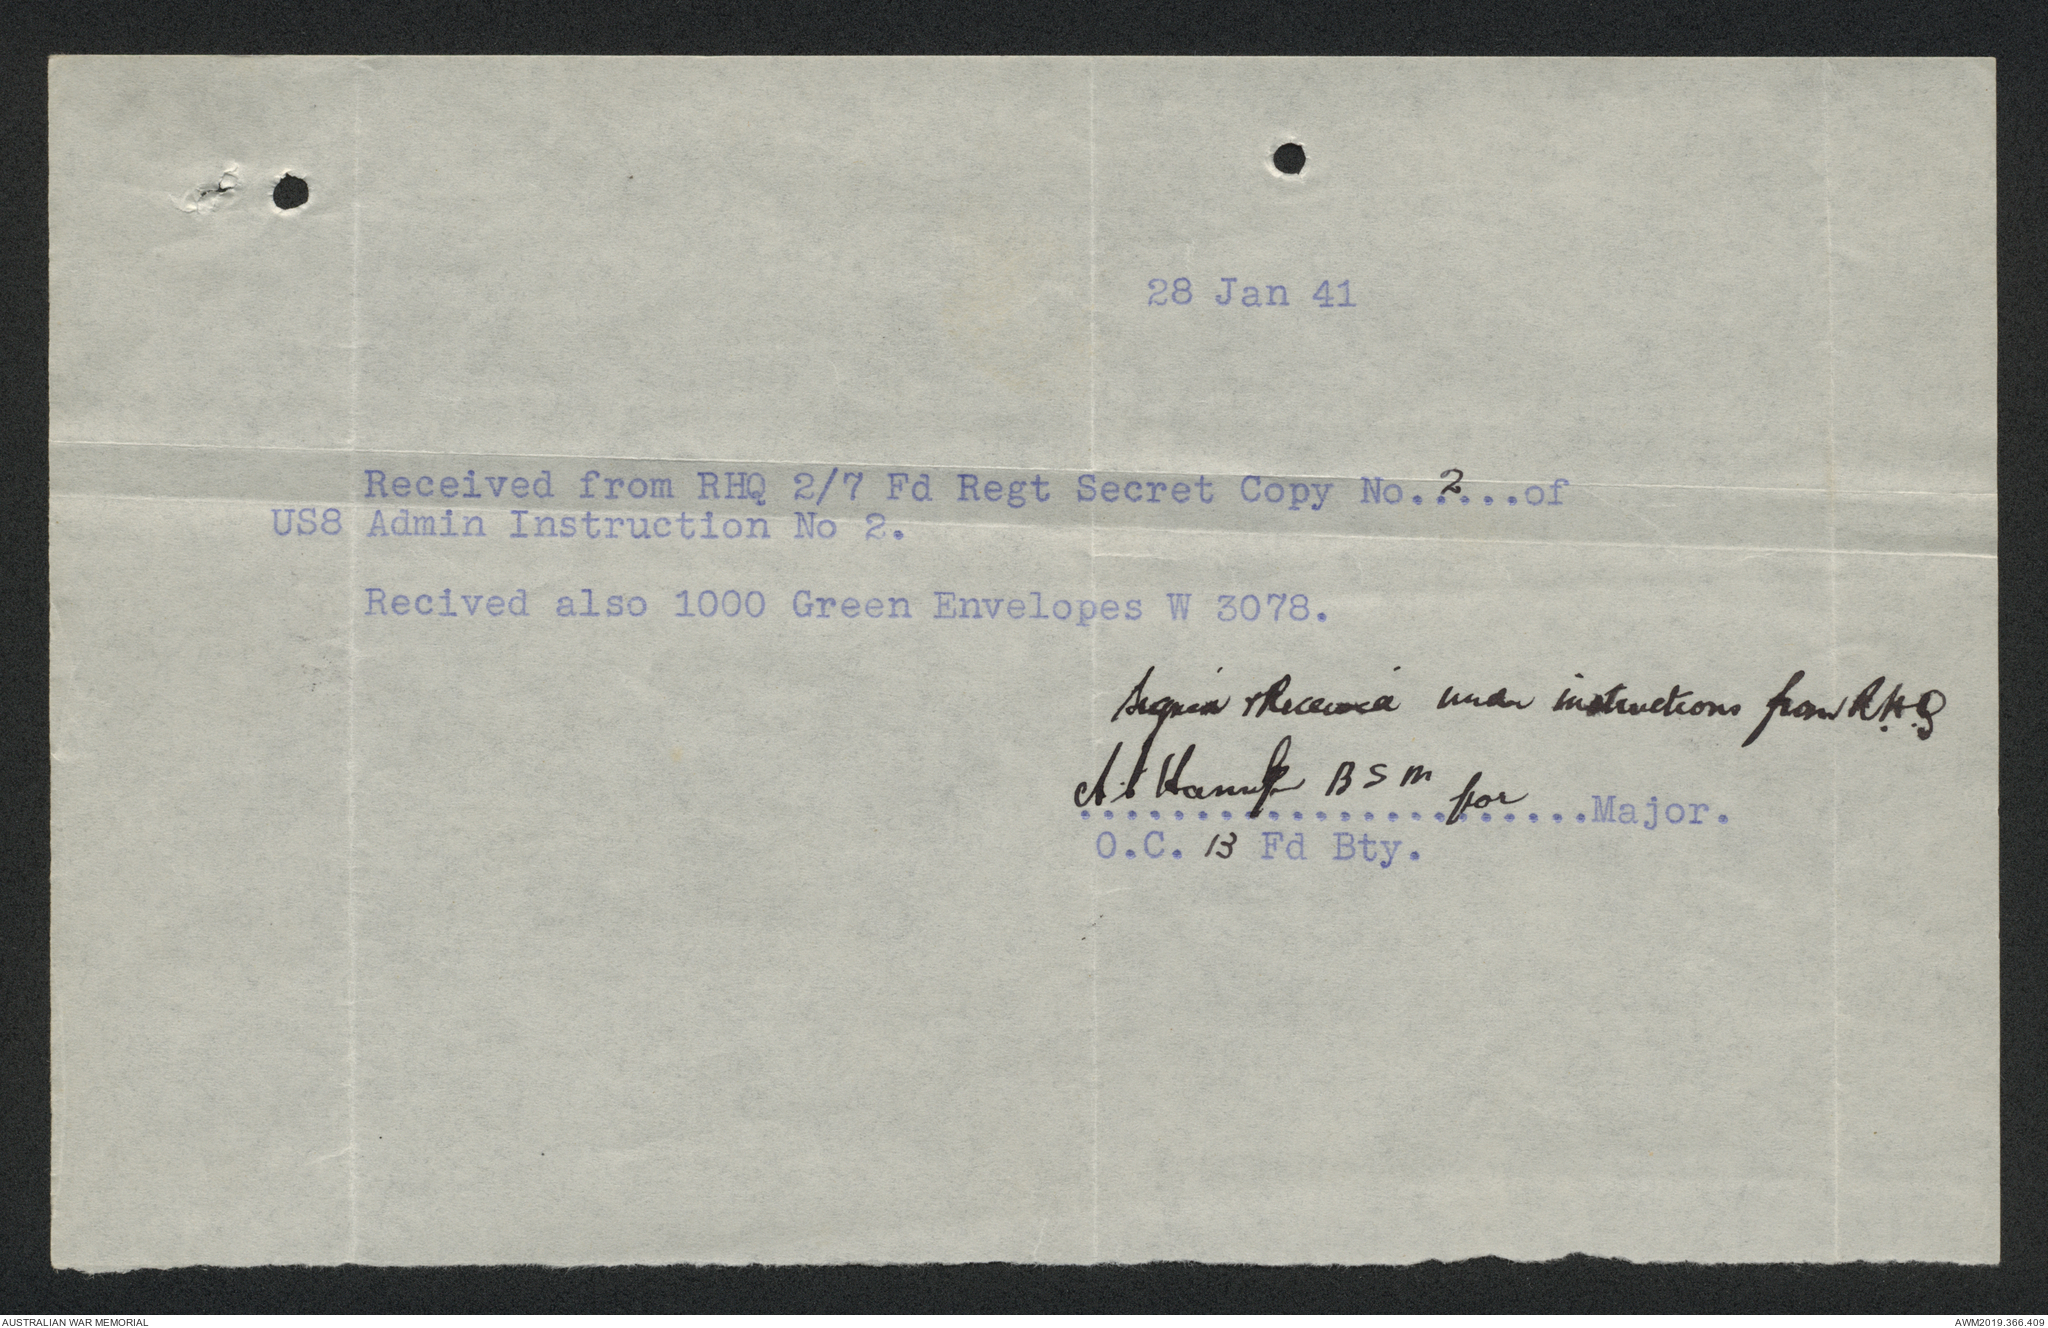 28 Jan 41
Received from RHQ 2/7 Fd Regt Secret Copy No..2...of
US8 Admin Instruction No 2.
Recived also 1000 Green Envelopes W 3078.
& Received under instructions from R.H.Q
B S M for
......................Major.
O.C. 13 Fd Bty.
AUSTRALIAN WAR MEMORIAL
AWM2019.366.409